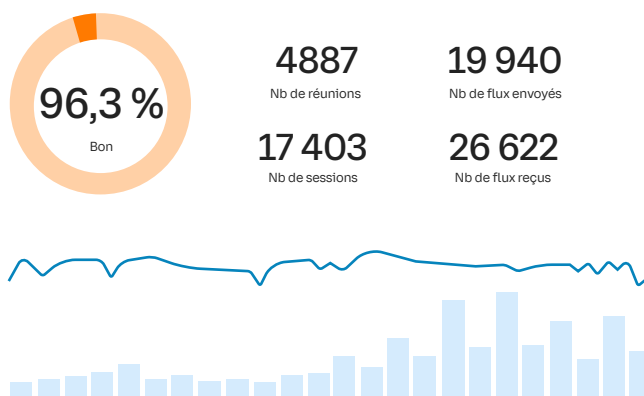 96,3 %
Bon
4887
Nb de réunions
19 940
Nb de flux envoyés
17 403
Nb de sessions
26 622
Nb de flux reçus